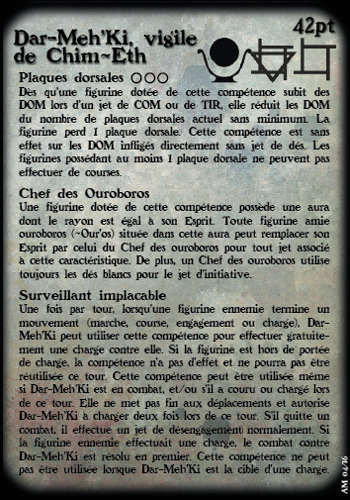 42pt
Dar-Meh'Ki, vigile
de Chim~Eth
Plaques dorsales OOO
Dès qu'une figurine dotée de cette compétence subit des
DOM lors d'un jet de COM ou de TIR, elle réduit les DOM
du nombre de plaques dorsales actuel sans minimum. La
figurine perd 1 plaque dorsale. Cette compétence est sans
effet sur les DOM infligés directement sans jet de dés. Les
figurines possédant au moins 1 plaque dorsale ne peuvent pas
effectuer de courses.
Chef des Ouroboros
Une figurine dotée de cette compétence possède une aura
dont le rayon est égal à son Esprit. Toute figurine amie
ouroboros (~Our'os) située dans cette aura peut remplacer son
Esprit par celui du Chef des ouroboros pour tout jet associé
à cette caractéristique. De plus, un Chef des ouroboros utilise
toujours les dés blancs pour le jet d'initiative.
Surveillant implacable
Une fois par tour, lorsqu'une figurine ennemie termine un
mouvement (marche, course, engagement ou charge), Dar-
Meh'Ki peut utiliser cette compétence pour effectuer gratuite-
ment une charge contre elle. Si la figurine est hors de portée
de charge, la compétence n'a pas d'effet et ne pourra pas être
réutilisée ce tour. Cette compétence peut être utilisée même
si Dar-Meh'Ki est en combat, et/ou s'il a couru ou chargé lors
de ce tour. Elle ne met pas fin aux déplacements et autorise
Dar-Meh'Ki à charger deux fois lors de ce tour. S'il quitte un
combat, il effectue un jet de désengagement normalement. Si
la figurine ennemie effectuait une charge, le combat contre
Dar-Meh'Ki est résolu en premier. Cette compétence ne peut
pas être utilisée lorsque Dar-Meh'Ki est la cible d'une charge.
AM 04/16